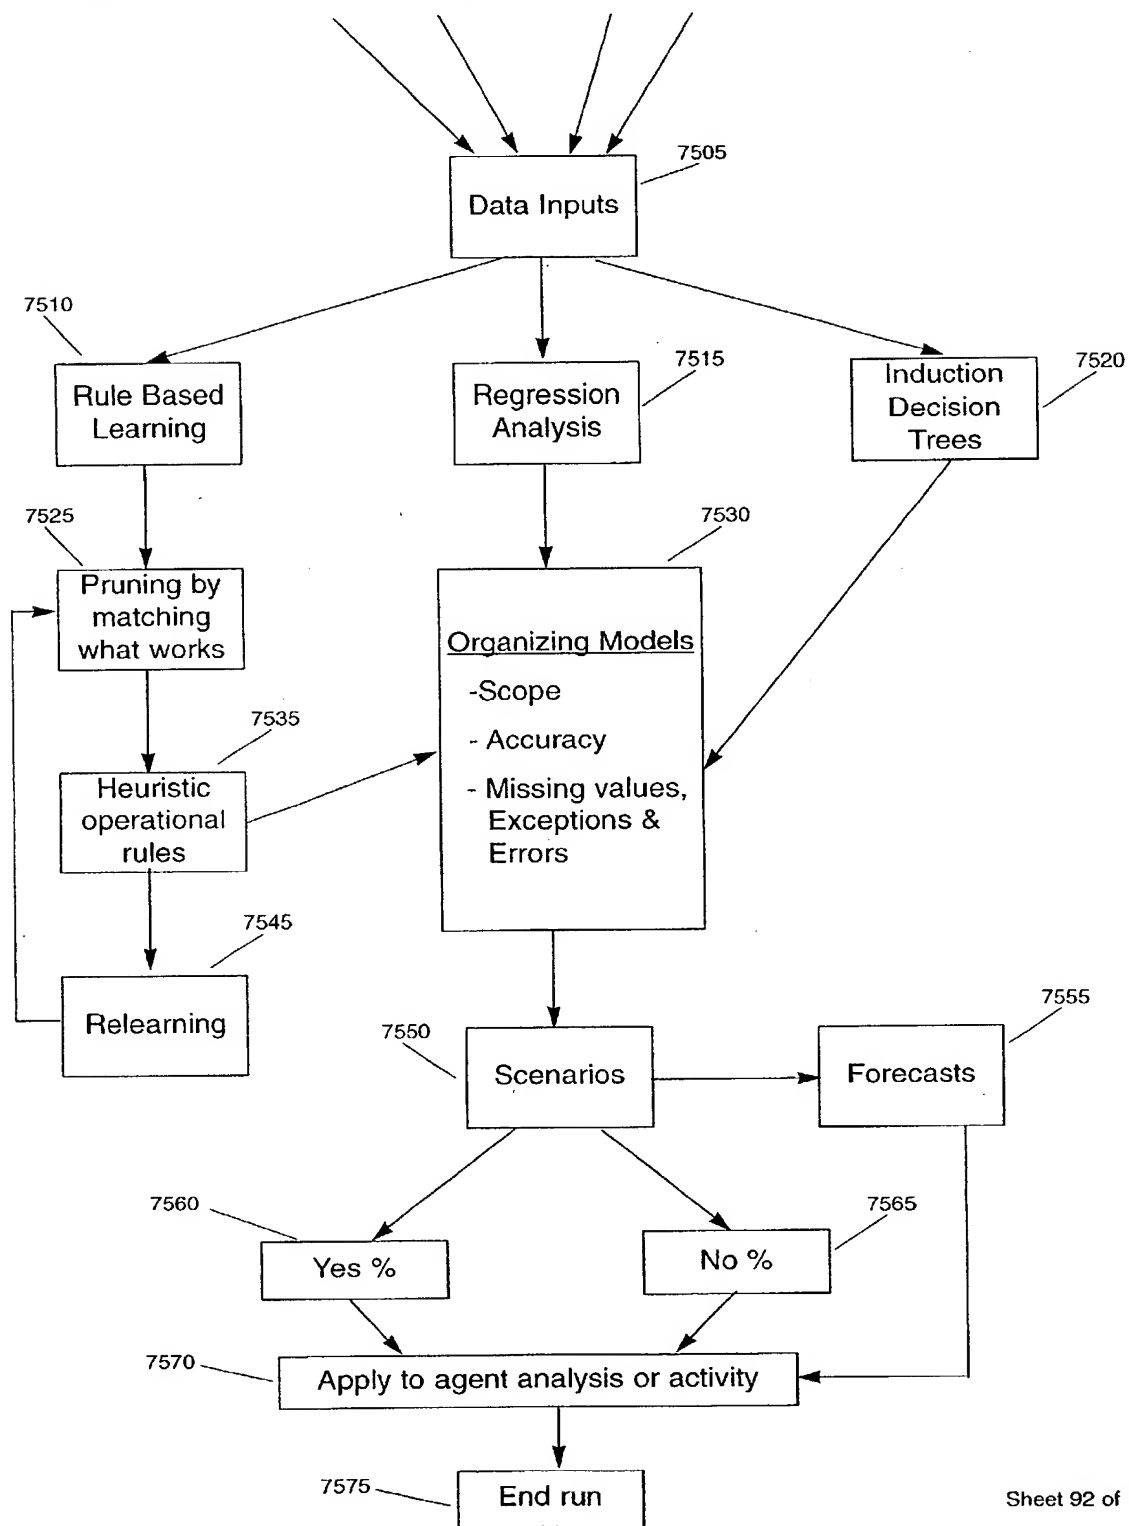 7505
Data Inputs
7510
Rule Based
Learning
7515
Regression
Analysis
7520
Induction
Decision
Trees
7525
Pruning by
matching
what works
7530
Organizing Models
-Scope
- Accuracy
- Missing values,
Exceptions &
Errors
7535
Heuristic
operational
rules
7545
Relearning
7550
Scenarios
7555
Forecasts
7560
Yes %
7565
No %
7570
Apply to agent analysis or activity
7575
End run
Sheet 92 of